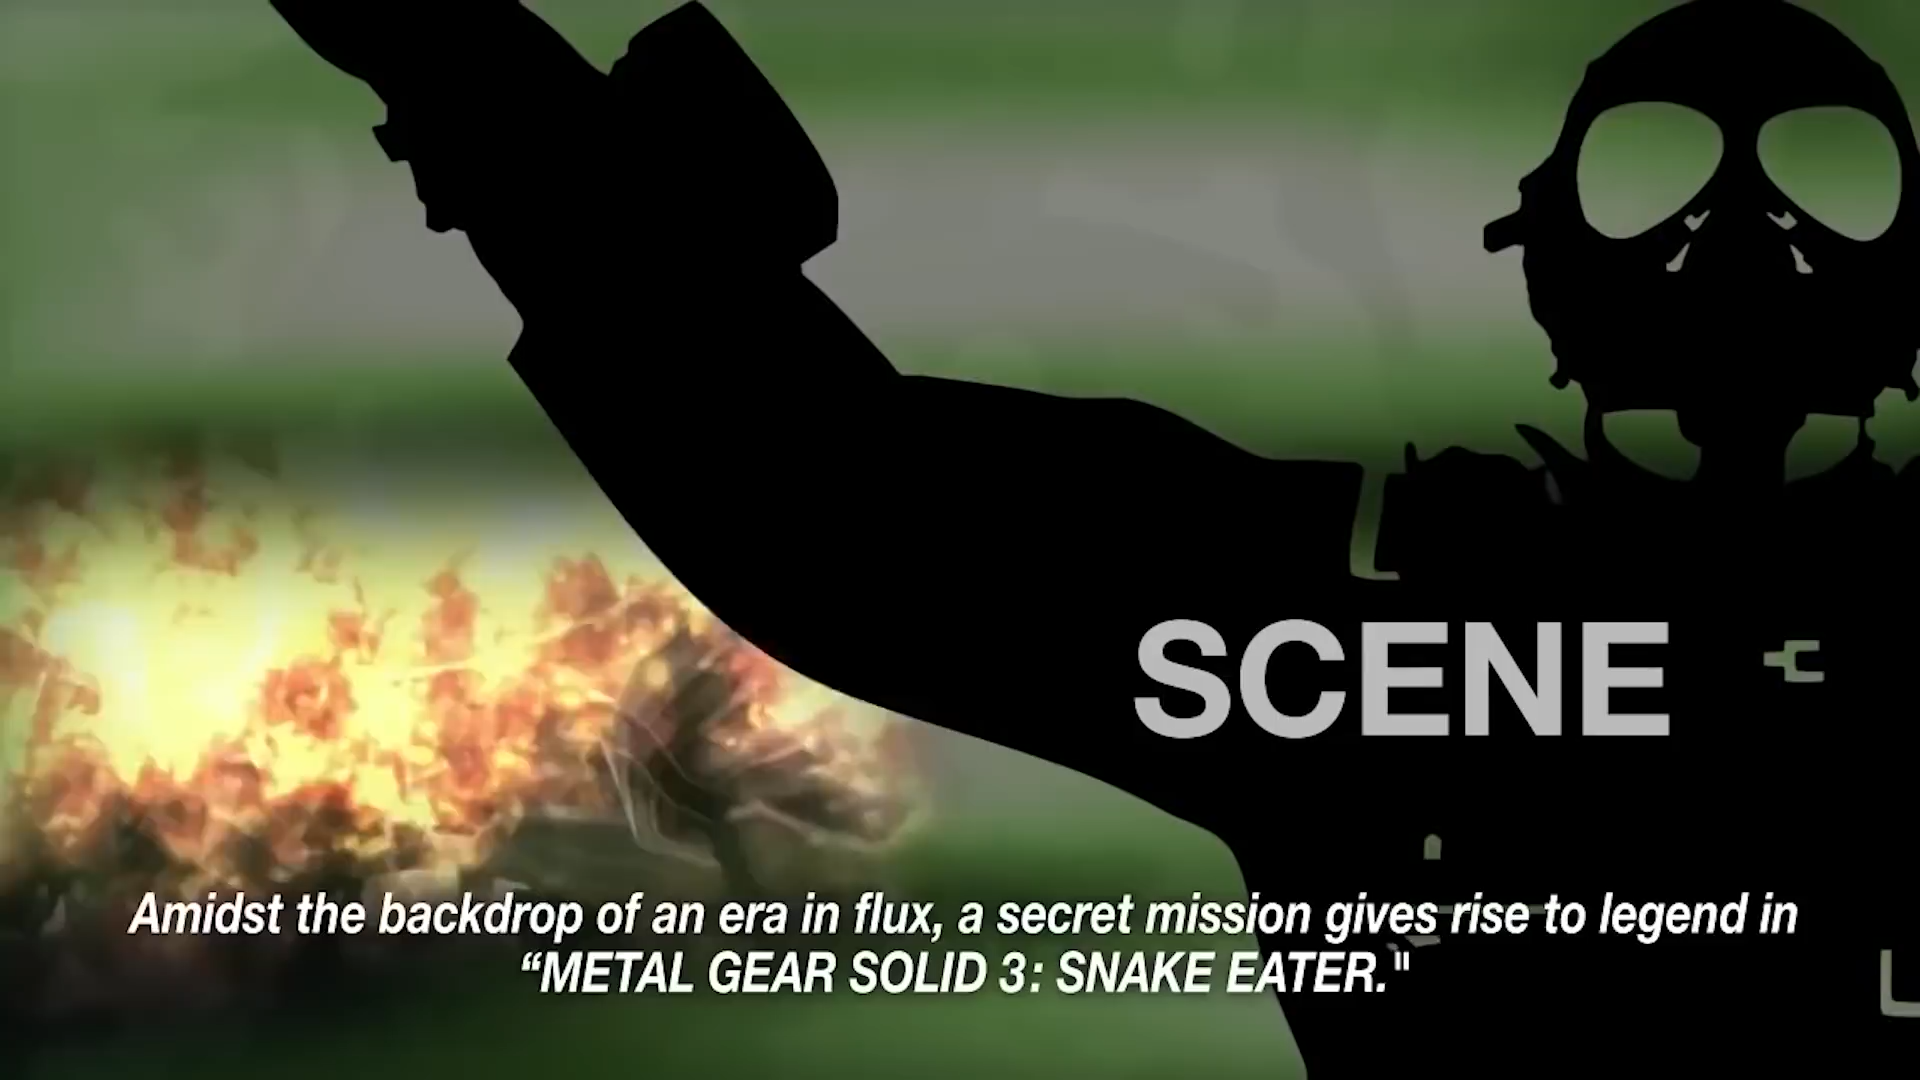 SCENE
Amidst the backdrop of an era in flux, a secret mission gives rise to legend in
“METAL GEAR SOLID 3: SNAKE EATER."